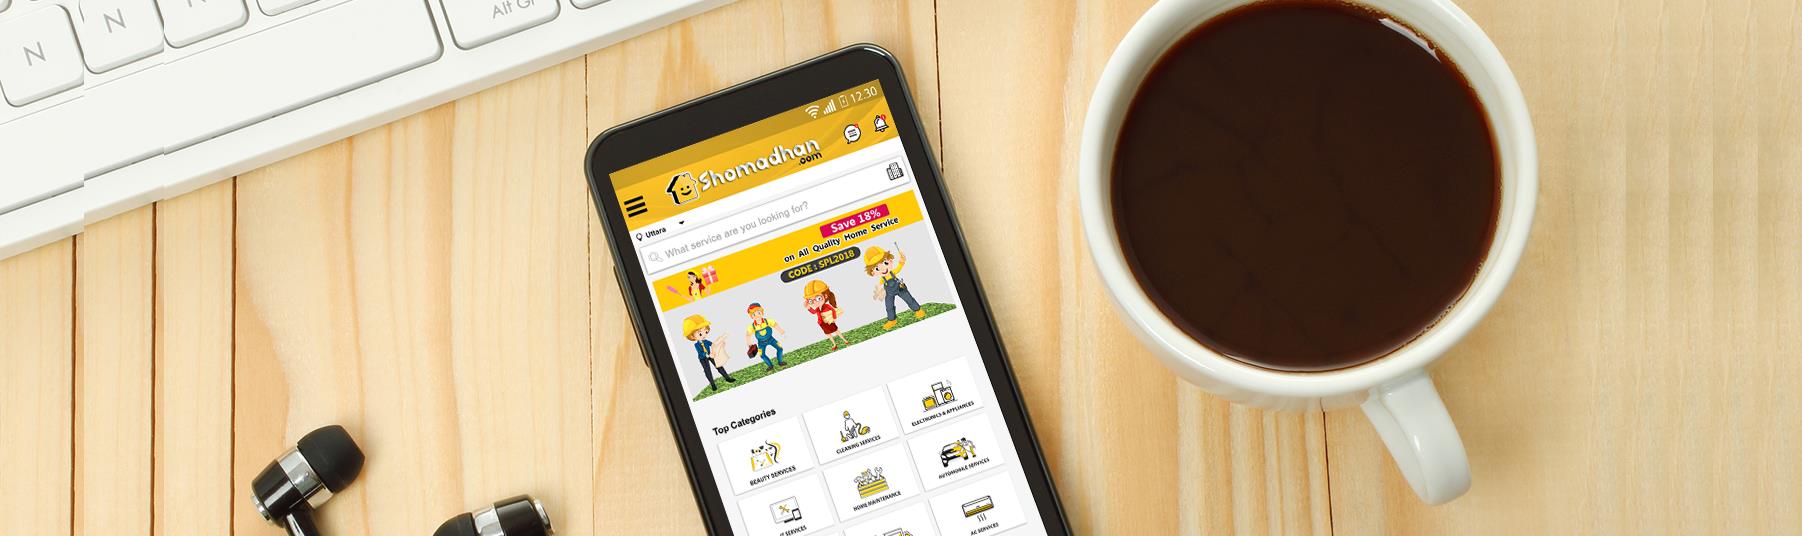 N
N
Alt Gr
12:30
Shomadhan
.com
Uttara
What service are you looking for?
Save 18%
on All Quality Home Service
CODE : SPL2018
Top Categories
BEAUTY SERVICES
CLEANING SERVICES
ELECTRONICS & APPLIANCES
HOME MAINTENANCE
AUTOMOBILE SERVICES
IT SERVICES
AC SERVICES